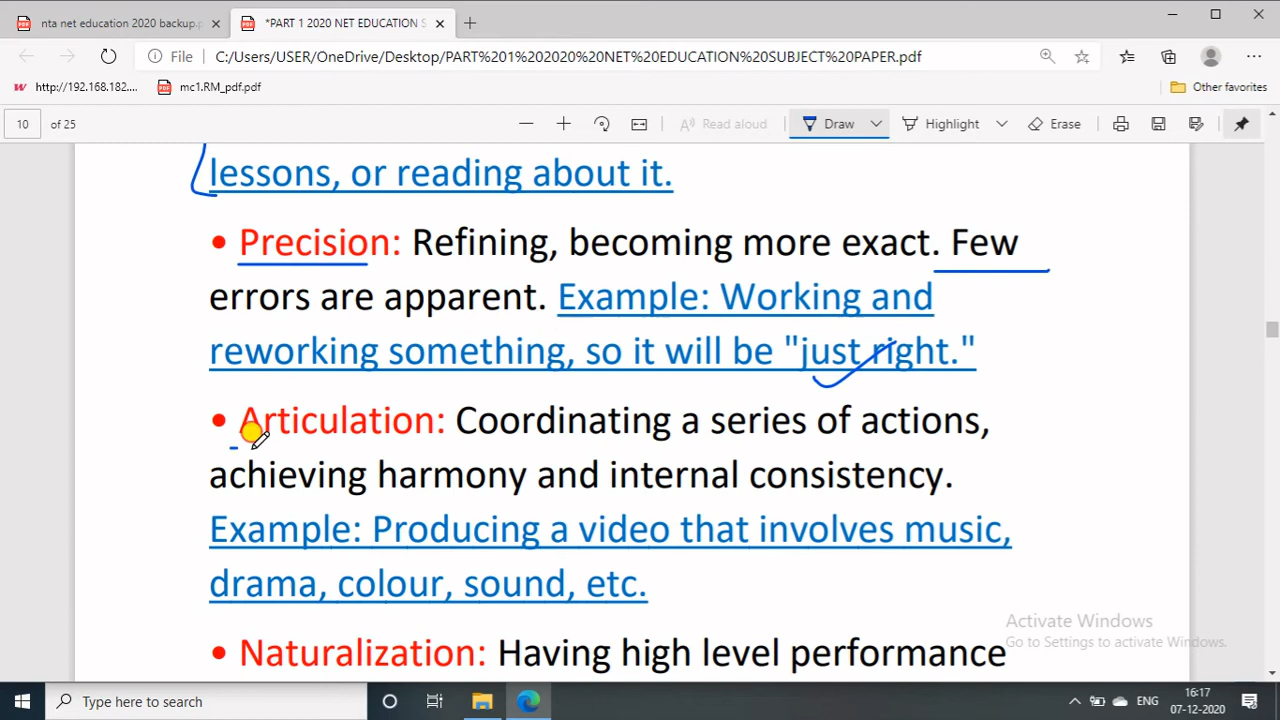 nta net education 2020 backup.p
*PART 1 2020 NET EDUCATION S
File C:/Users/USER/OneDrive/Desktop/PART%201%202020%20NET%20EDUCATION%20SUBJECT%20PAPER.pdf
http://192.168.182.... mc1.RM_pdf.pdf Other favorites
10 of 25 Read aloud Draw Highlight Erase
lessons, or reading about it.
• Precision: Refining, becoming more exact. Few
errors are apparent. Example: Working and
reworking something, so it will be "just right."
• Articulation: Coordinating a series of actions,
achieving harmony and internal consistency.
Example: Producing a video that involves music,
drama, colour, sound, etc.
• Naturalization: Having high level performance
Activate Windows
Go to Settings to activate Windows.
Type here to search ENG 16:17
07-12-2020